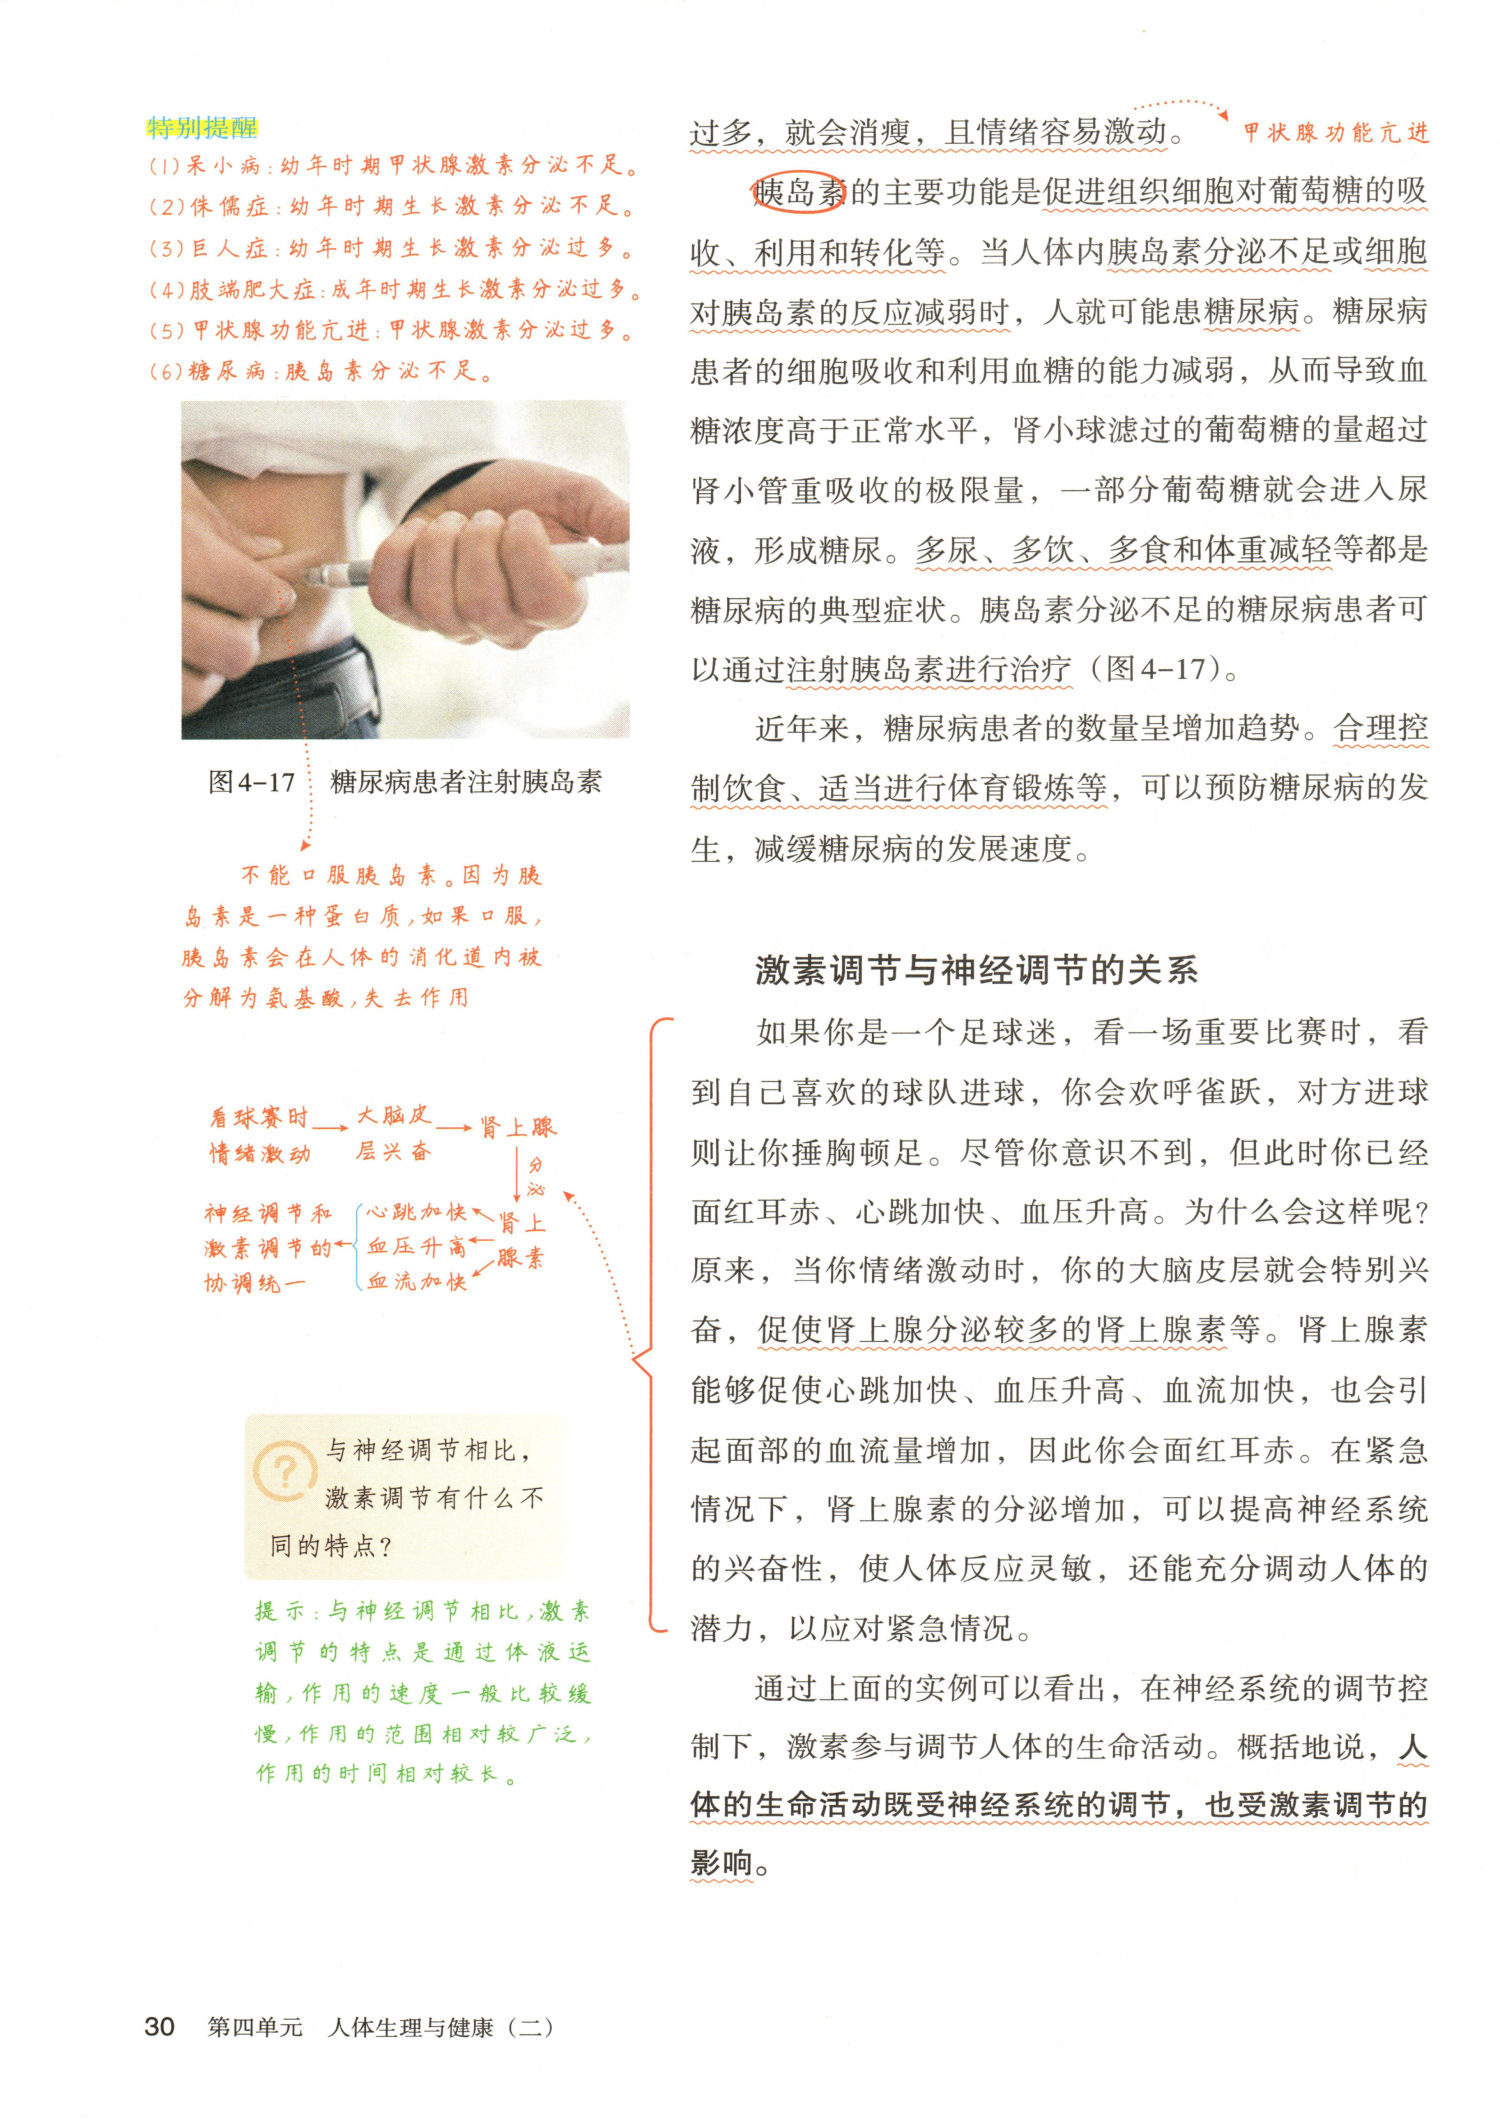 特别提醒
(1)呆小病:幼年时期甲状腺激素分泌不足。
(2)侏儒症:幼年时期生长激素分泌不足。
(3)巨人症:幼年时期生长激素分泌过多。
(4)肢端肥大症:成年时期生长激素分泌过多。
(5)甲状腺功能亢进:甲状腺激素分泌过多。
(6)糖尿病:胰岛素分泌不足。
图4-17 糖尿病患者注射胰岛素
不能口服胰岛素。因为胰
岛素是一种蛋白质,如果口服,
胰岛素会在人体的消化道内被
分解为氨基酸,失去作用
看球赛时
情绪激动
大脑皮
层兴奋
肾上腺
分
泌
肾上
腺素
心跳加快
血压升高
血流加快
神经调节和
激素调节的
协调统一
?
与神经调节相比,
激素调节有什么不
同的特点?
提示:与神经调节相比,激素
调节的特点是通过体液运
输,作用的速度一般比较缓
慢,作用的范围相对较广泛,
作用的时间相对较长。
过多，就会消瘦，且情绪容易激动。
甲状腺功能亢进
胰岛素的主要功能是促进组织细胞对葡萄糖的吸
收、利用和转化等。当人体内胰岛素分泌不足或细胞
对胰岛素的反应减弱时，人就可能患糖尿病。糖尿病
患者的细胞吸收和利用血糖的能力减弱，从而导致血
糖浓度高于正常水平，肾小球滤过的葡萄糖的量超过
肾小管重吸收的极限量，一部分葡萄糖就会进入尿
液，形成糖尿。多尿、多饮、多食和体重减轻等都是
糖尿病的典型症状。胰岛素分泌不足的糖尿病患者可
以通过注射胰岛素进行治疗（图4-17）。
近年来，糖尿病患者的数量呈增加趋势。合理控
制饮食、适当进行体育锻炼等，可以预防糖尿病的发
生，减缓糖尿病的发展速度。
激素调节与神经调节的关系
如果你是一个足球迷，看一场重要比赛时，看
到自己喜欢的球队进球，你会欢呼雀跃，对方进球
则让你捶胸顿足。尽管你意识不到，但此时你已经
面红耳赤、心跳加快、血压升高。为什么会这样呢?
原来，当你情绪激动时，你的大脑皮层就会特别兴
奋，促使肾上腺分泌较多的肾上腺素等。肾上腺素
能够促使心跳加快、血压升高、血流加快，也会引
起面部的血流量增加，因此你会面红耳赤。在紧急
情况下，肾上腺素的分泌增加，可以提高神经系统
的兴奋性，使人体反应灵敏，还能充分调动人体的
潜力，以应对紧急情况。
通过上面的实例可以看出，在神经系统的调节控
制下，激素参与调节人体的生命活动。概括地说，人
体的生命活动既受神经系统的调节，也受激素调节的
影响。
30 第四单元 人体生理与健康（二）